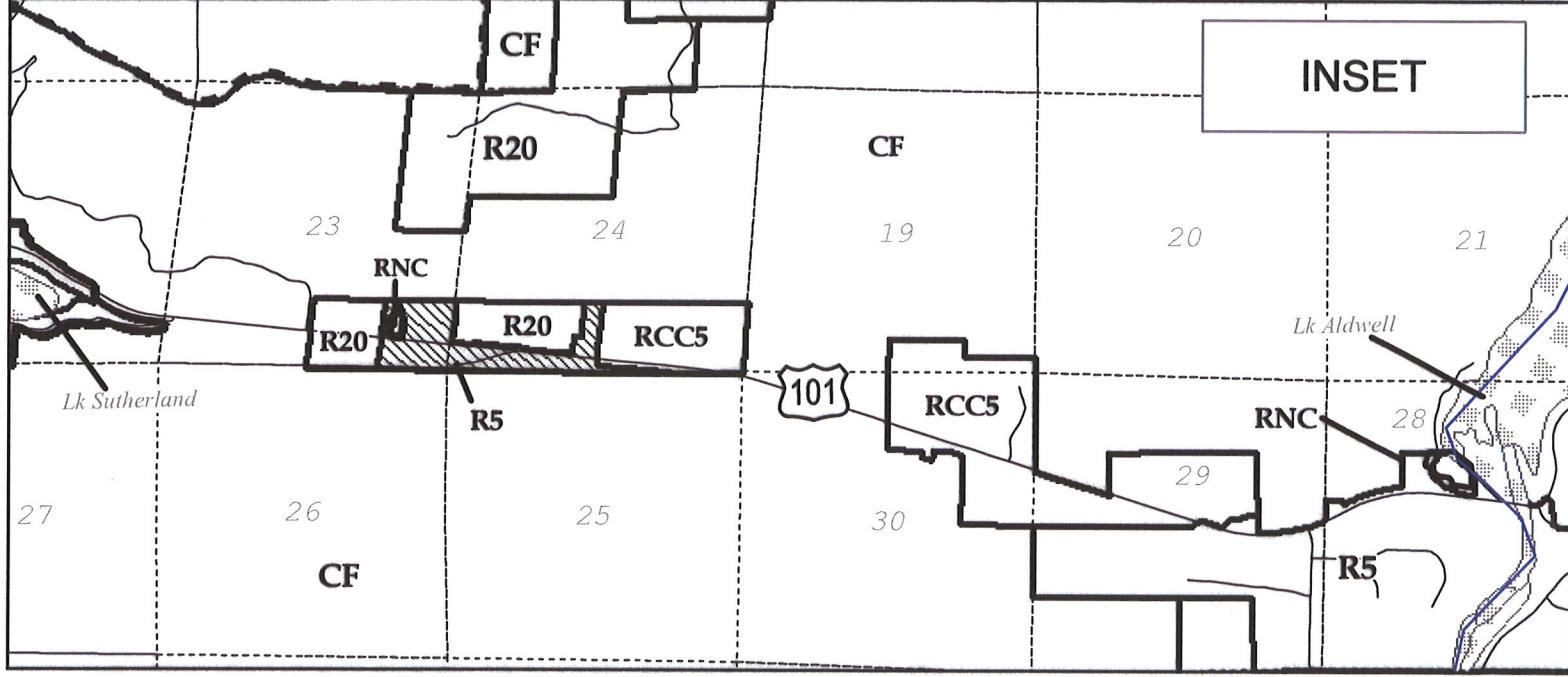 CF
INSET
R20
CF
23
24
19
20
21
RNC
R20
R20
RCC5
Lk Aldwell
101
Lk Sutherland
R5
RCC5
RNC
28
29
27
26
25
30
CF
R5